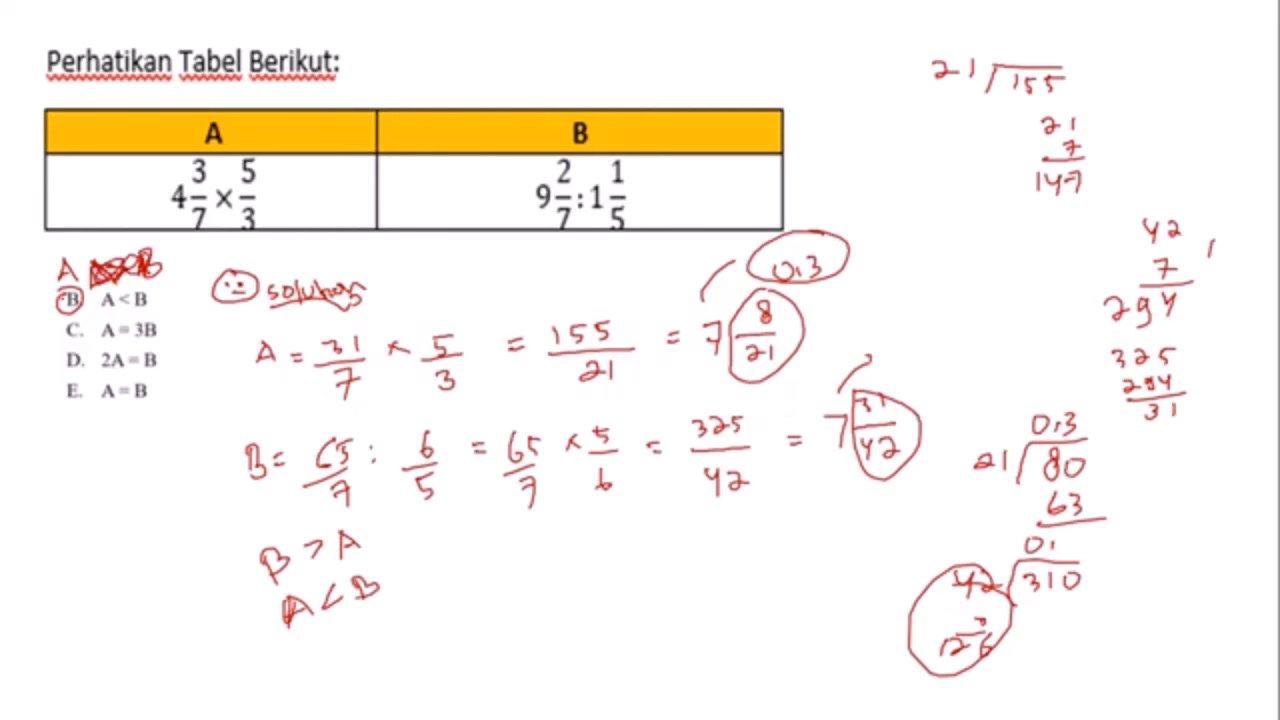 Perhatikan Tabel Berikut:
A B
4 3/7 × 5/3 9 2/7 : 1 1/5
A
B A < B
C. A = 3B
D. 2A = B
E. A = B
solution
A = 31/7 × 5/3 = 155/21 = 7 8/21
0,3
B = 65/7 : 6/5 = 65/7 × 5/6 = 325/42 = 7 31/42
B > A
A < B
21 155
21
7
147
42
7
294
325
294
31
0,3
21 80
63
0,
42 310
126